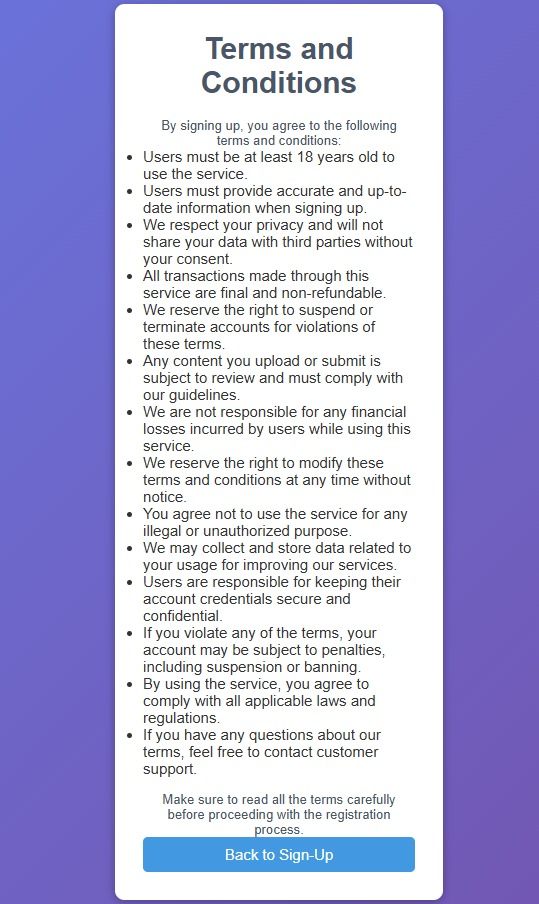 Terms and
Conditions
By signing up, you agree to the following
terms and conditions:
Users must be at least 18 years old to
use the service.
Users must provide accurate and up-to-
date information when signing up.
We respect your privacy and will not
share your data with third parties without
your consent.
All transactions made through this
service are final and non-refundable.
We reserve the right to suspend or
terminate accounts for violations of
these terms.
Any content you upload or submit is
subject to review and must comply with
our guidelines.
We are not responsible for any financial
losses incurred by users while using this
service.
We reserve the right to modify these
terms and conditions at any time without
notice.
You agree not to use the service for any
illegal or unauthorized purpose.
We may collect and store data related to
your usage for improving our services.
Users are responsible for keeping their
account credentials secure and
confidential.
If you violate any of the terms, your
account may be subject to penalties,
including suspension or banning.
By using the service, you agree to
comply with all applicable laws and
regulations.
If you have any questions about our
terms, feel free to contact customer
support.
Make sure to read all the terms carefully
before proceeding with the registration
process.
Back to Sign-Up